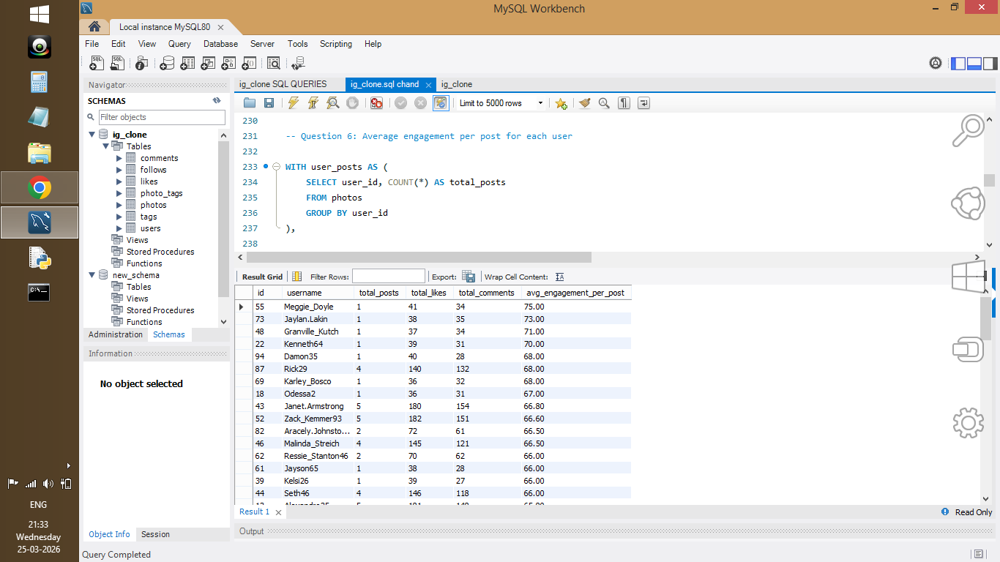 MySQL Workbench
Local instance MySQL80
File Edit View Query Database Server Tools Scripting Help
Navigator
SCHEMAS
Filter objects
ig_clone
Tables
comments
follows
likes
photo_tags
photos
tags
users
Views
Stored Procedures
Functions
new_schema
Tables
Views
Stored Procedures
Functions
Administration Schemas
Information
No object selected
Object Info Session
ig_clone SQL QUERIES ig_clone.sql chand ig_clone
Limit to 5000 rows
230
231 -- Question 6: Average engagement per post for each user
232
233 WITH user_posts AS (
234 SELECT user_id, COUNT(*) AS total_posts
235 FROM photos
236 GROUP BY user_id
237 ),
238
Result Grid Filter Rows: Export: Wrap Cell Content:
id username total_posts total_likes total_comments avg_engagement_per_post
55 Meggie_Doyle 1 41 34 75.00
73 Jaylan.Lakin 1 38 35 73.00
48 Granville_Kutch 1 37 34 71.00
22 Kenneth64 1 39 31 70.00
94 Damon35 1 40 28 68.00
87 Rick29 4 140 132 68.00
69 Karley_Bosco 1 36 32 68.00
18 Odessa2 1 36 31 67.00
43 Janet.Armstrong 5 180 154 66.80
52 Zack_Kemmer93 5 182 151 66.60
82 Aracely.Johnsto... 2 72 61 66.50
46 Malinda_Streich 4 145 121 66.50
62 Ressie_Stanton46 2 70 62 66.00
61 Jayson65 1 38 28 66.00
39 Kelsi26 1 39 27 66.00
44 Seth46 4 146 118 66.00
Result 1
Read Only
Output
Query Completed
ENG
21:33
Wednesday
25-03-2026